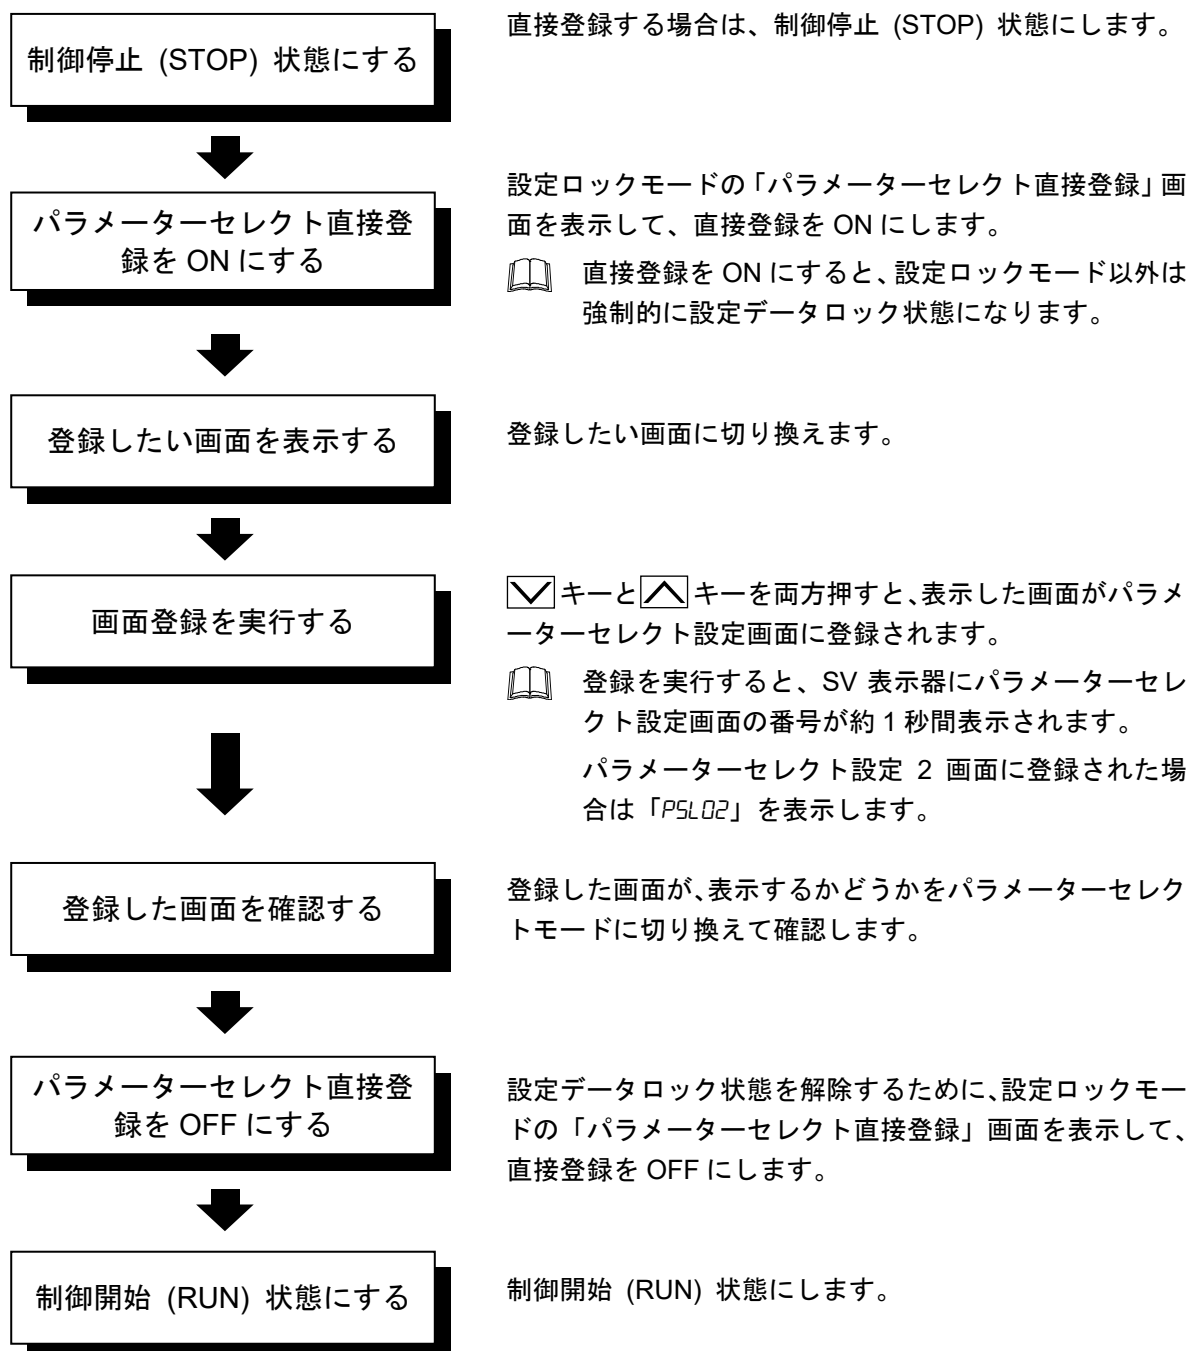 制御停止 (STOP) 状態にする
直接登録する場合は、制御停止 (STOP) 状態にします。
パラメーターセレクト直接登
録を ON にする
設定ロックモードの「パラメーターセレクト直接登録」画
面を表示して、直接登録を ON にします。
直接登録を ON にすると、設定ロックモード以外は
強制的に設定データロック状態になります。
登録したい画面を表示する
登録したい画面に切り換えます。
画面登録を実行する
キーと キーを両方押すと、表示した画面がパラメ
ーターセレクト設定画面に登録されます。
登録を実行すると、SV 表示器にパラメーターセレ
クト設定画面の番号が約 1 秒間表示されます。
パラメーターセレクト設定 2 画面に登録された場
合は「PSL02」を表示します。
登録した画面を確認する
登録した画面が、表示するかどうかをパラメーターセレク
トモードに切り換えて確認します。
パラメーターセレクト直接登
録を OFF にする
設定データロック状態を解除するために、設定ロックモー
ドの「パラメーターセレクト直接登録」画面を表示して、
直接登録を OFF にします。
制御開始 (RUN) 状態にする
制御開始 (RUN) 状態にします。